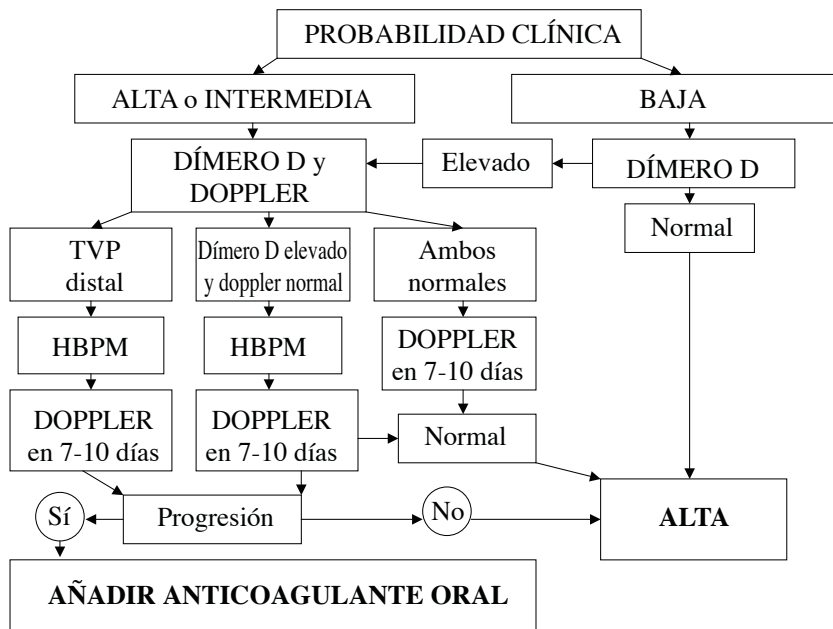 PROBABILIDAD CLÍNICA
ALTA o INTERMEDIA
BAJA
DÍMERO D y
DOPPLER
Elevado
DÍMERO D
Normal
TVP
distal
Dímero D elevado
y doppler normal
Ambos
normales
HBPM
HBPM
DOPPLER
en 7-10 días
DOPPLER
en 7-10 días
DOPPLER
en 7-10 días
Normal
Sí
Progresión
No
ALTA
AÑADIR ANTICOAGULANTE ORAL